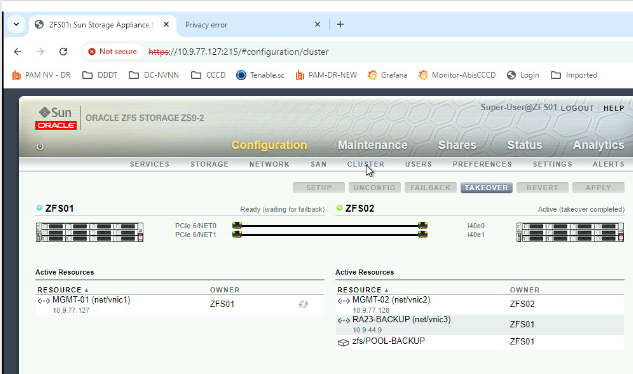 ZFS01: Sun Storage Appliance |
Privacy error
Not secure
https://10.9.77.127:215/#configuration/cluster
PAM NV - DR
DDDT
DC-NVNN
CCCD
Tenable.sc
PAM-DR-NEW
Grafana
Monitor-AbisCCCD
Login
Imported
Sun
ORACLE
ORACLE ZFS STORAGE ZS9-2
Super-User@ZFS01 LOGOUT | HELP
Configuration Maintenance Shares Status Analytics
SERVICES STORAGE NETWORK SAN CLUSTER USERS PREFERENCES SETTINGS ALERTS
SETUP UNCONFIG FAILBACK TAKEOVER REVERT APPLY
ZFS01 Ready (waiting for failback)
ZFS02 Active (takeover completed)
PCIe 6/NET0 i40e0
PCIe 6/NET1 i40e1
Active Resources
RESOURCE OWNER
MGMT-01 (net/vnic1) ZFS01
10.9.77.127
Active Resources
RESOURCE OWNER
MGMT-02 (net/vnic2) ZFS02
10.9.77.128
RA23-BACKUP (net/vnic3) ZFS01
10.9.44.9
zfs/POOL-BACKUP ZFS01